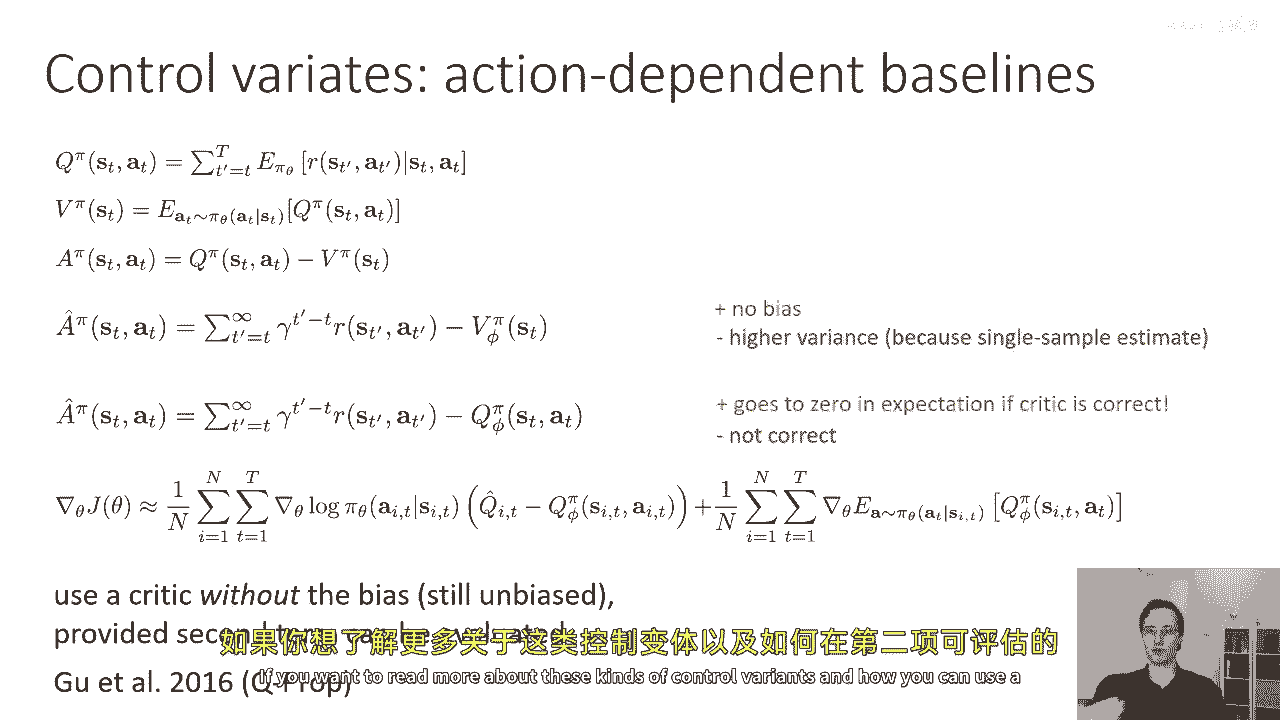 Control variates: action-dependent baselines
$Q^\pi(\mathbf{s}_t, \mathbf{a}_t) = \sum_{t'=t}^{T} E_{\pi_\theta}[r(\mathbf{s}_{t'}, \mathbf{a}_{t'})|\mathbf{s}_t, \mathbf{a}_t]$
$V^\pi(\mathbf{s}_t) = E_{\mathbf{a}_t \sim \pi_\theta(\mathbf{a}_t|\mathbf{s}_t)}[Q^\pi(\mathbf{s}_t, \mathbf{a}_t)]$
$A^\pi(\mathbf{s}_t, \mathbf{a}_t) = Q^\pi(\mathbf{s}_t, \mathbf{a}_t) - V^\pi(\mathbf{s}_t)$
$\hat{A}^\pi(\mathbf{s}_t, \mathbf{a}_t) = \sum_{t'=t}^{\infty} \gamma^{t'-t} r(\mathbf{s}_{t'}, \mathbf{a}_{t'}) - V_\phi^\pi(\mathbf{s}_t)$
+ no bias
- higher variance (because single-sample estimate)
$\hat{A}^\pi(\mathbf{s}_t, \mathbf{a}_t) = \sum_{t'=t}^{\infty} \gamma^{t'-t} r(\mathbf{s}_{t'}, \mathbf{a}_{t'}) - Q_\phi^\pi(\mathbf{s}_t, \mathbf{a}_t)$
+ goes to zero in expectation if critic is correct!
- not correct
$\nabla_\theta J(\theta) \approx \frac{1}{N} \sum_{i=1}^{N} \sum_{t=1}^{T} \nabla_\theta \log \pi_\theta(\mathbf{a}_{i,t}|\mathbf{s}_{i,t}) \left(\hat{Q}_{i,t} - Q_\phi^\pi(\mathbf{s}_{i,t}, \mathbf{a}_{i,t})\right) + \frac{1}{N} \sum_{i=1}^{N} \sum_{t=1}^{T} \nabla_\theta E_{\mathbf{a} \sim \pi_\theta(\mathbf{a}_t|\mathbf{s}_{i,t})} \left[Q_\phi^\pi(\mathbf{s}_{i,t}, \mathbf{a}_t)\right]$
use a critic without the bias (still unbiased),
provided second term can be evaluated
如果你想了解更多关于这类控制变体以及如何在第二项可评估的
Gu et al. 2016 (Q-Prop)
If you want to read more about these kinds of control variants and how you can use a